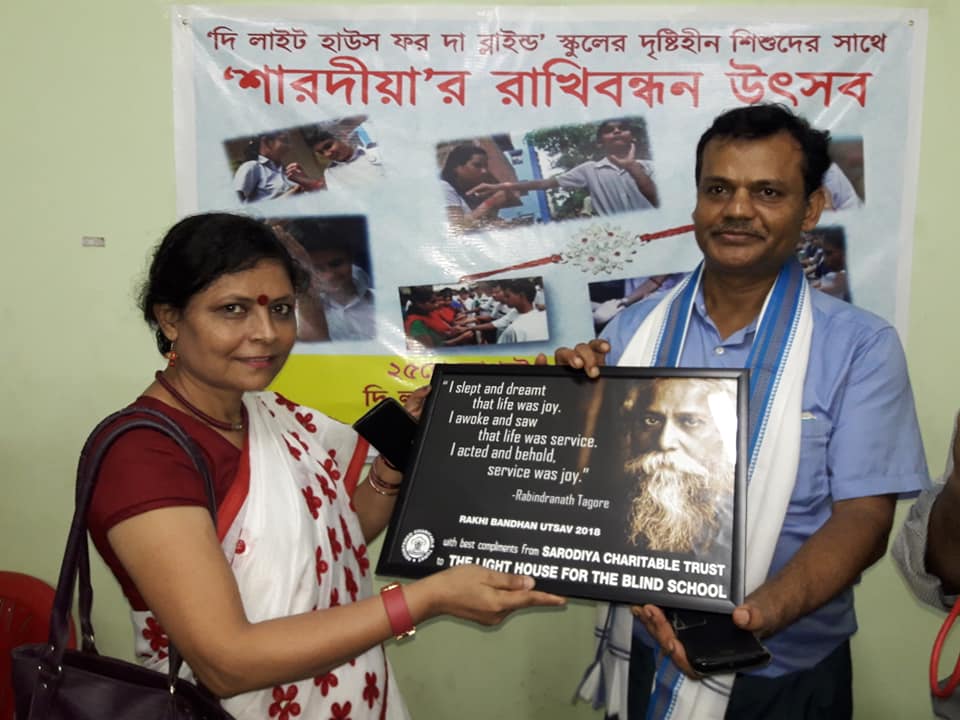 'দি লাইট হাউস ফর দা ব্লাইন্ড' স্কুলের দৃষ্টিহীন শিশুদের সাথে
'শারদীয়া'র রাখিবন্ধন উৎসব
২৫শে
দি
"I slept and dreamt
that life was joy.
I awoke and saw
that life was service.
I acted and behold,
service was joy."
-Rabindranath Tagore
RAKHI BANDHAN UTSAV 2018
with best compliments from SARODIYA CHARITABLE TRUST
to THE LIGHT HOUSE FOR THE BLIND SCHOOL